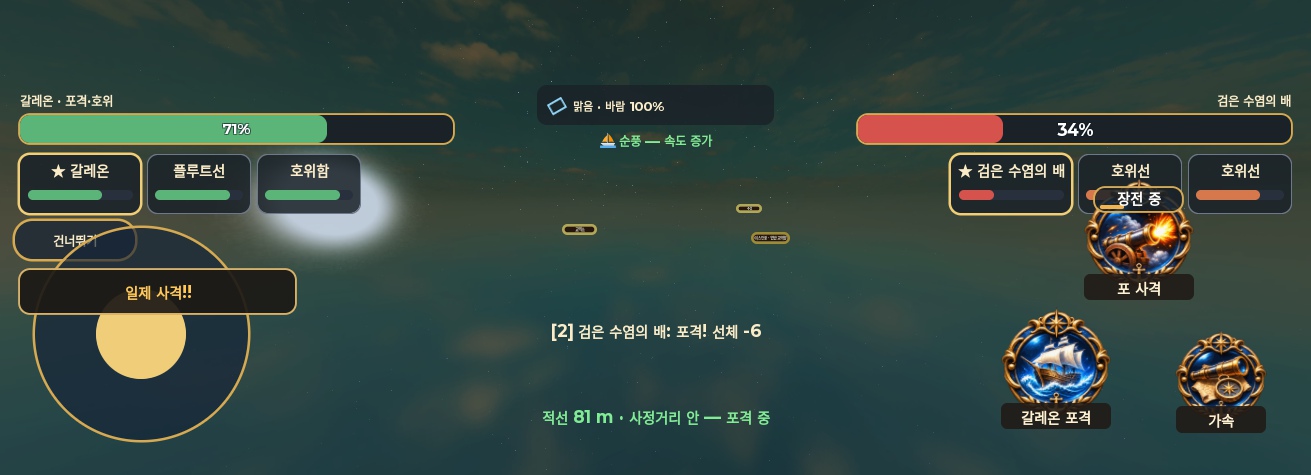 갈레온 · 포격·호위
71%
★ 갈레온
플루트선
호위함
건너뛰기
일제 사격!!
맑음 · 바람 100%
순풍 — 속도 증가
[2] 검은 수염의 배: 포격! 선체 -6
적선 81 m · 사정거리 안 — 포격 중
검은 수염의 배
34%
★ 검은 수염의 배
호위선
호위선
장전 중
포 사격
갈레온 포격
가속